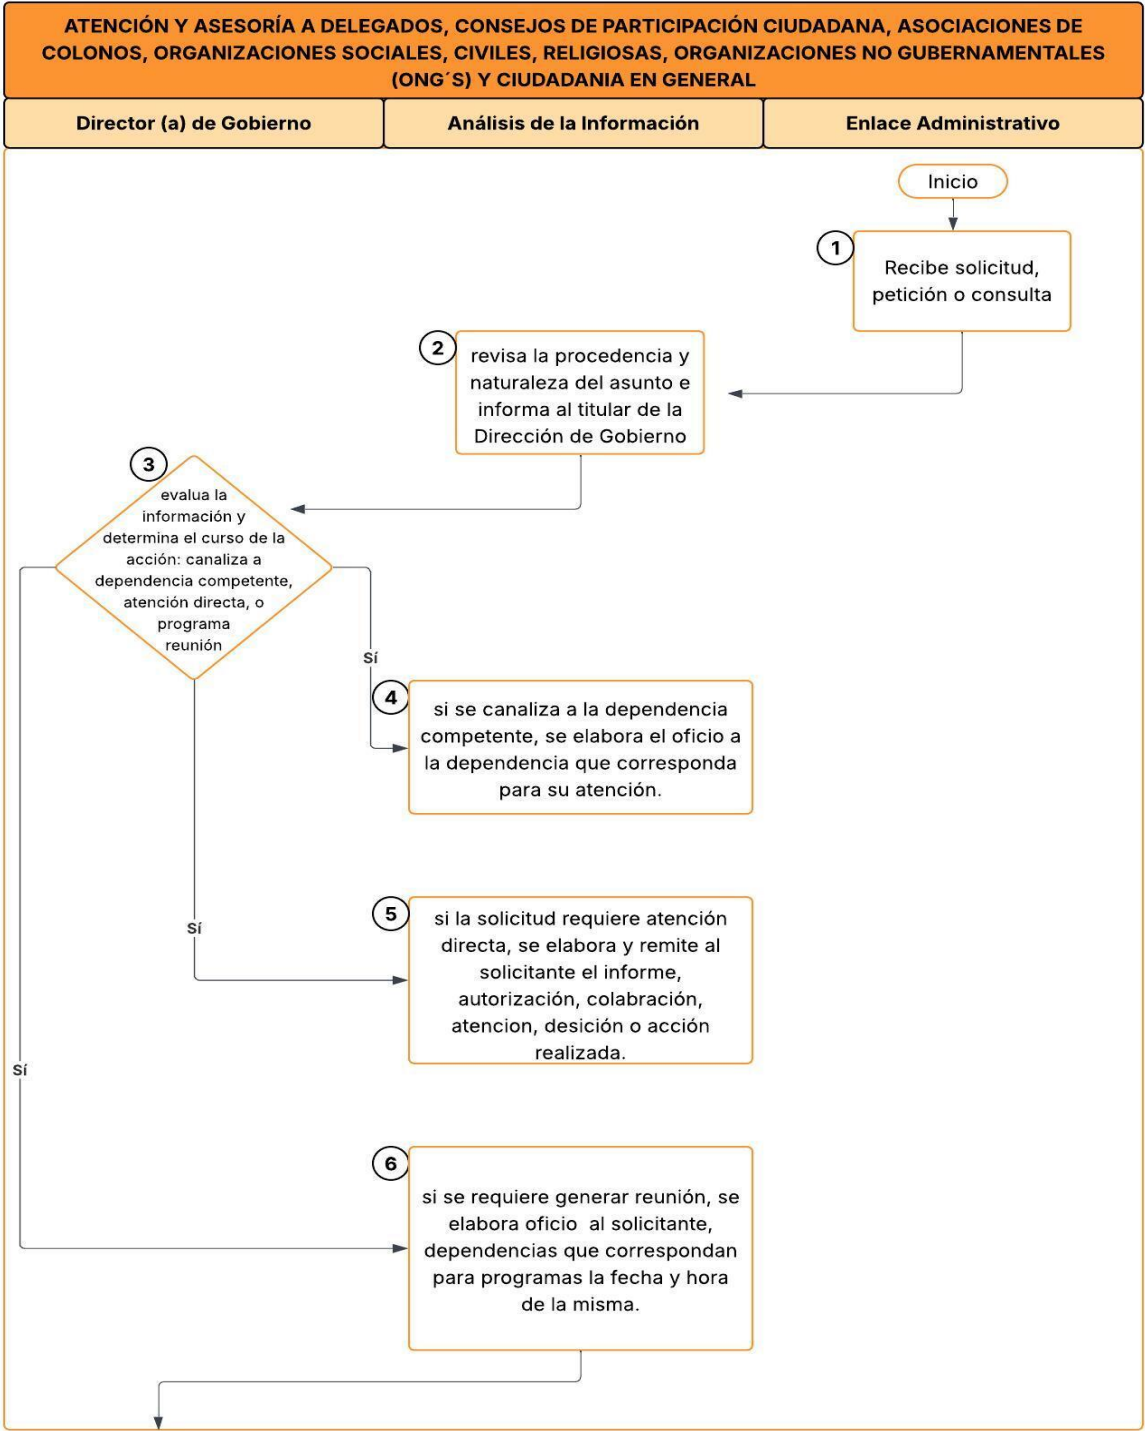 ATENCIÓN Y ASESORÍA A DELEGADOS, CONSEJOS DE PARTICIPACIÓN CIUDADANA, ASOCIACIONES DE
COLONOS, ORGANIZACIONES SOCIALES, CIVILES, RELIGIOSAS, ORGANIZACIONES NO GUBERNAMENTALES
(ONG´S) Y CIUDADANIA EN GENERAL
Director (a) de Gobierno
Análisis de la Información
Enlace Administrativo
Inicio
1
Recibe solicitud,
petición o consulta
2
revisa la procedencia y
naturaleza del asunto e
informa al titular de la
Dirección de Gobierno
3
evalua la
información y
determina el curso de la
acción: canaliza a
dependencia competente,
atención directa, o
programa
reunión
Sí
4
si se canaliza a la dependencia
competente, se elabora el oficio a
la dependencia que corresponda
para su atención.
Sí
5
si la solicitud requiere atención
directa, se elabora y remite al
solicitante el informe,
autorización, colabración,
atencion, desición o acción
realizada.
Sí
6
si se requiere generar reunión, se
elabora oficio  al solicitante,
dependencias que correspondan
para programas la fecha y hora
de la misma.